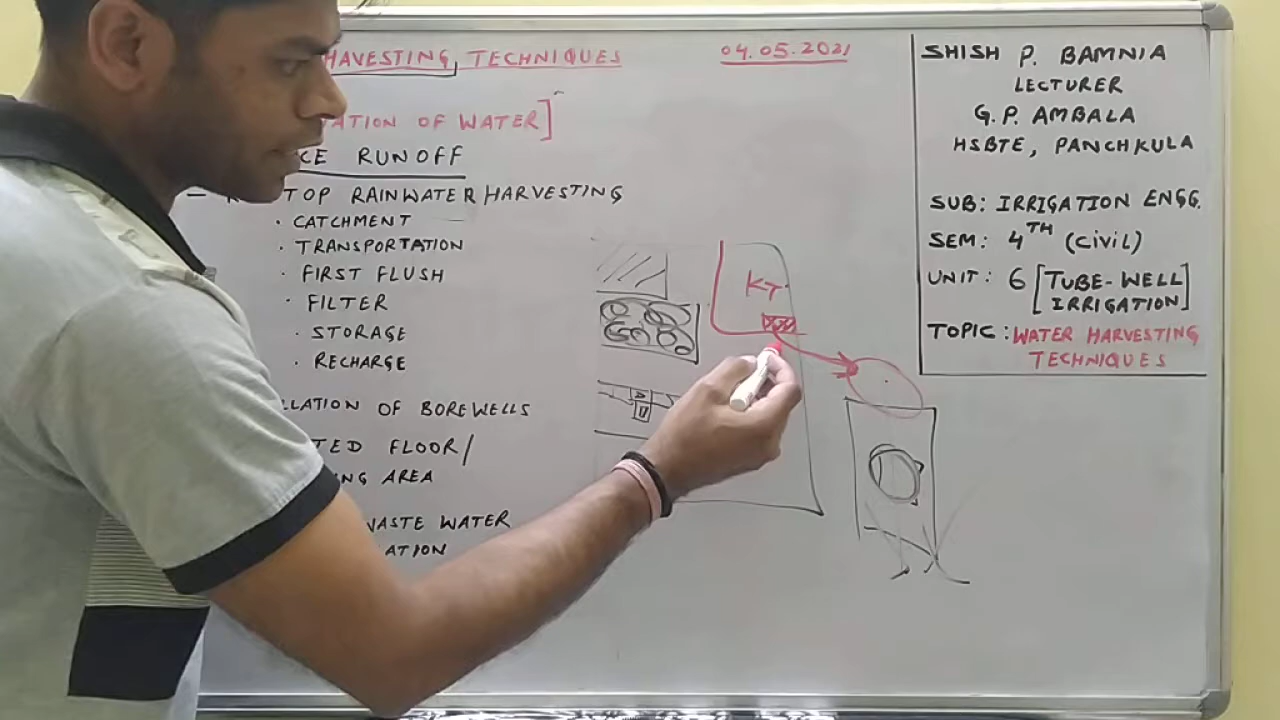 HAVESTING TECHNIQUES
04.05.2021
ATION OF WATER]
CE RUNOFF
TOP RAINWATER HARVESTING
· CATCHMENT
· TRANSPORTATION
· FIRST FLUSH
· FILTER
· STORAGE
· RECHARGE
LLATION OF BOREWELLS
TED FLOOR/
NG AREA
WASTE WATER
ATION
KT
SHISH P. BAMNIA
LECTURER
G.P. AMBALA
HSBTE, PANCHKULA
SUB: IRRIGATION ENGG.
SEM: 4TH (CIVIL)
UNIT: 6 [TUBE-WELL
IRRIGATION]
TOPIC: WATER HARVESTING
TECHNIQUES